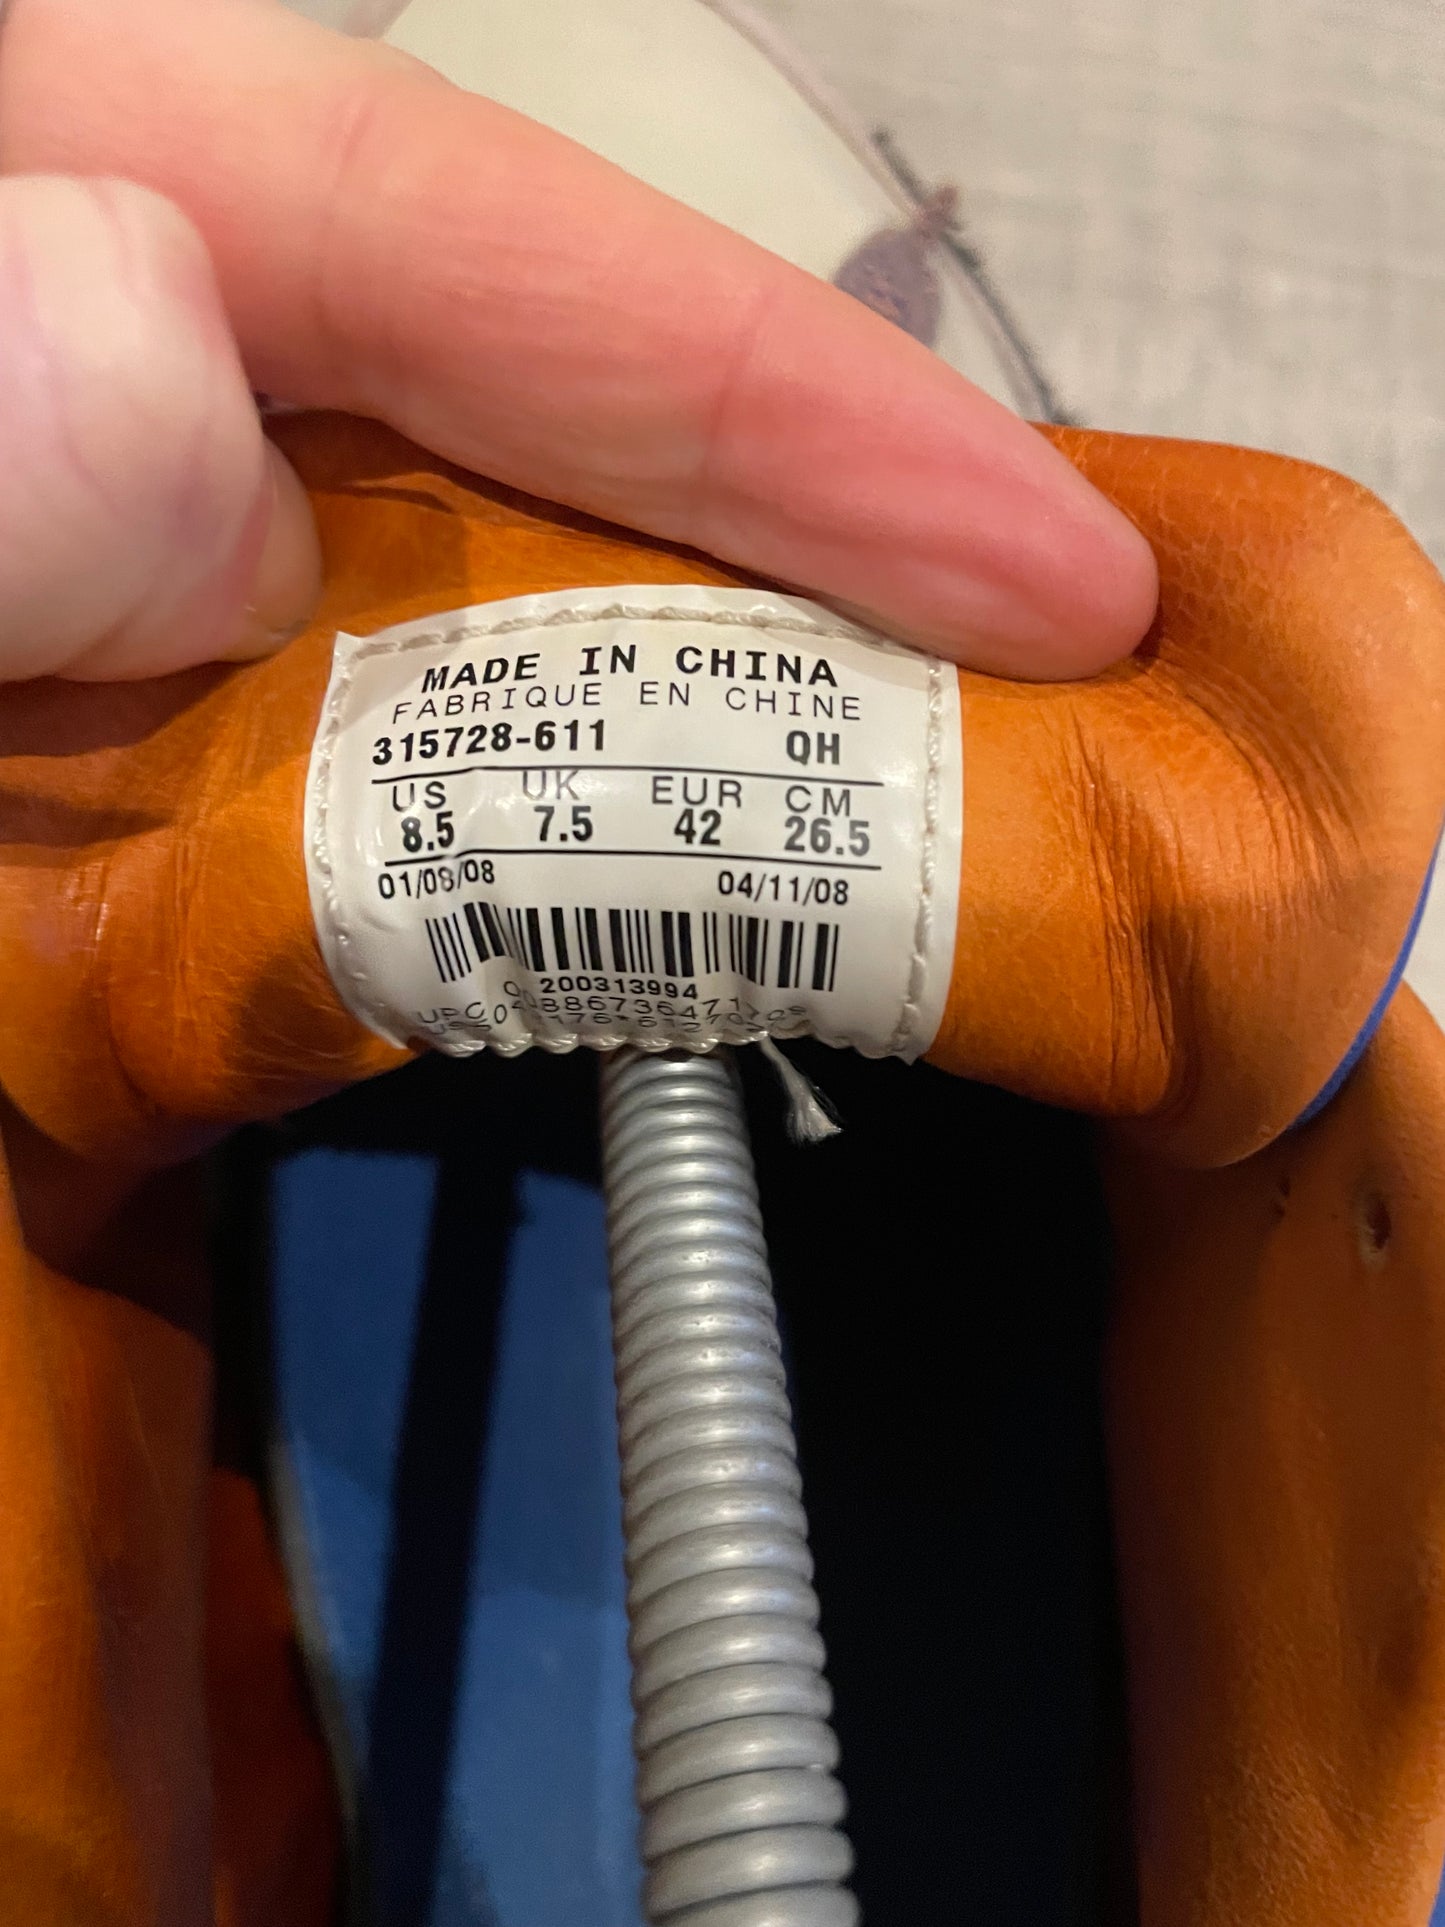 MADE IN CHINA
FABRIQUE EN CHINE
315728-611 QH
US UK EUR CM
8.5 7.5 42 26.5
01/08/08 04/11/08
200313994
UPC